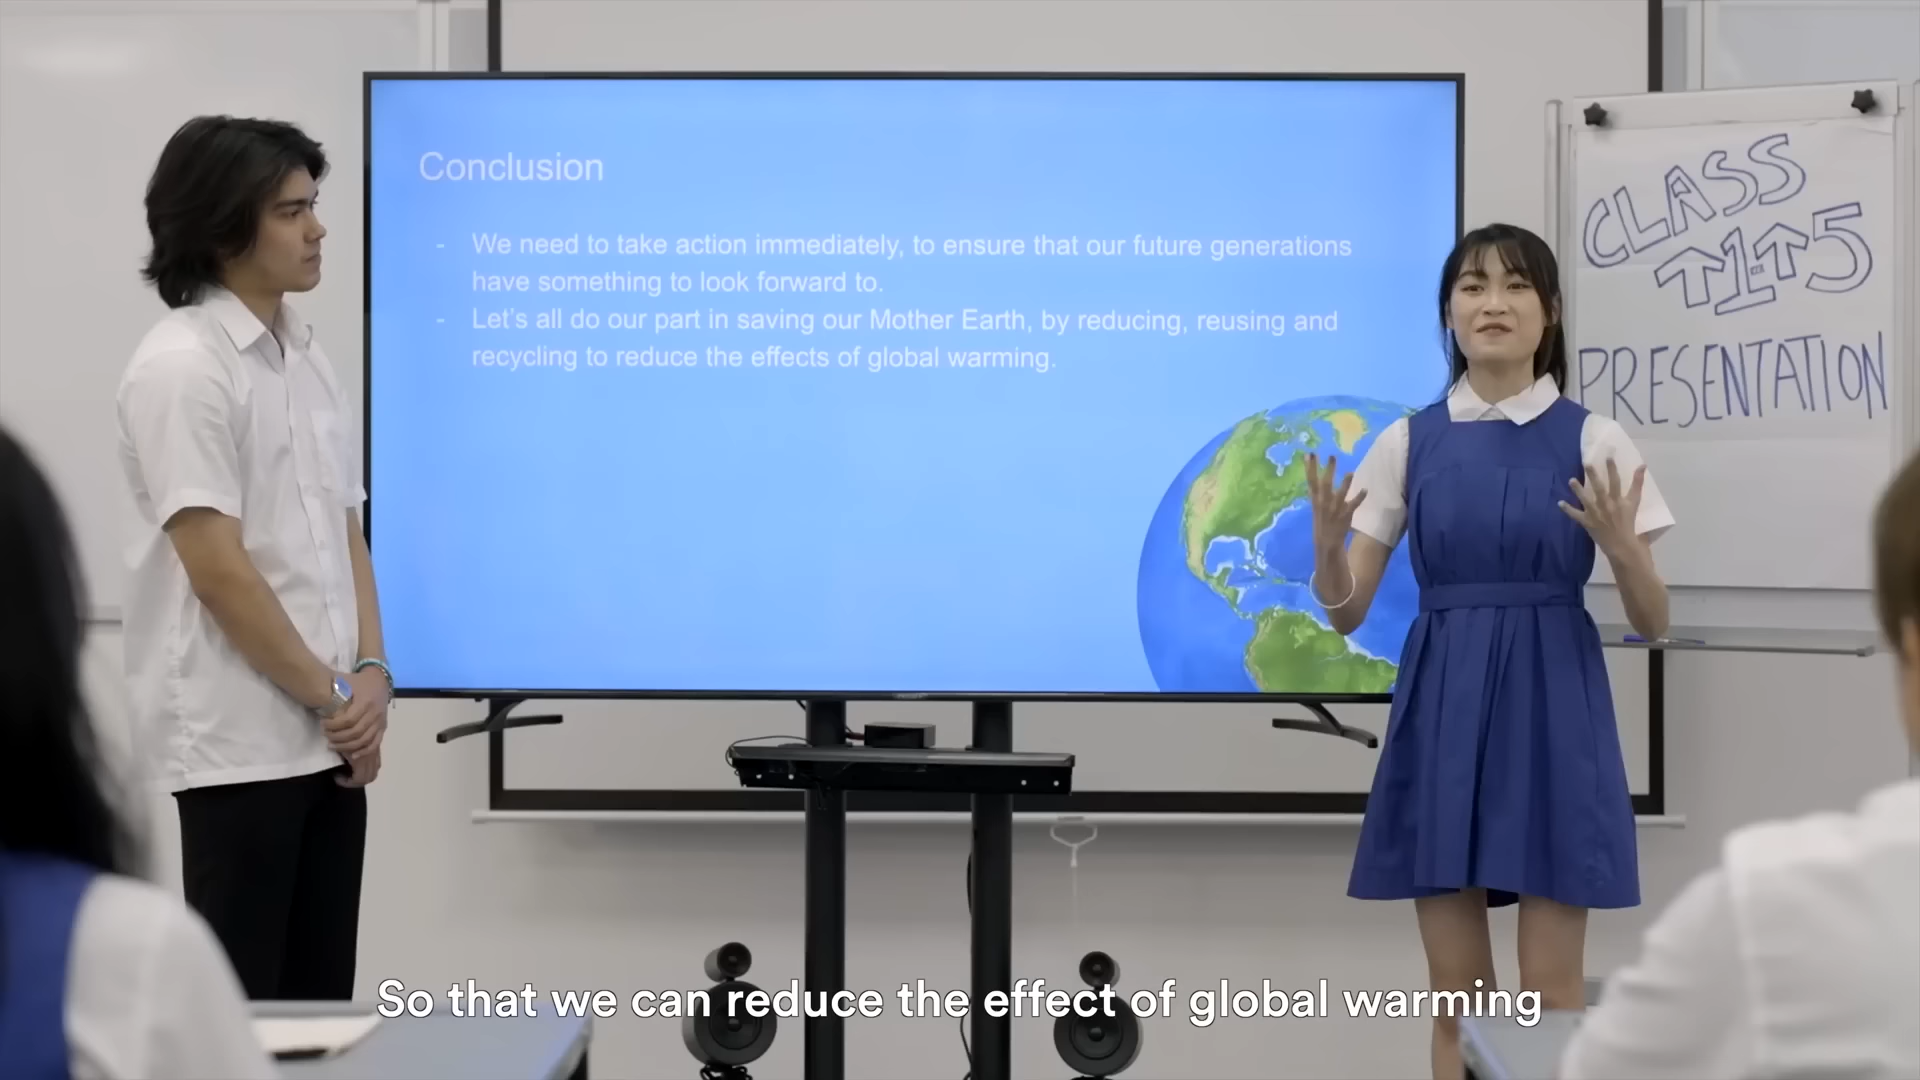 Conclusion
- We need to take action immediately, to ensure that our future generations
have something to look forward to.
- Let's all do our part in saving our Mother Earth, by reducing, reusing and
recycling to reduce the effects of global warming.
CLASS
1-5
PRESENTATION
So that we can reduce the effect of global warming